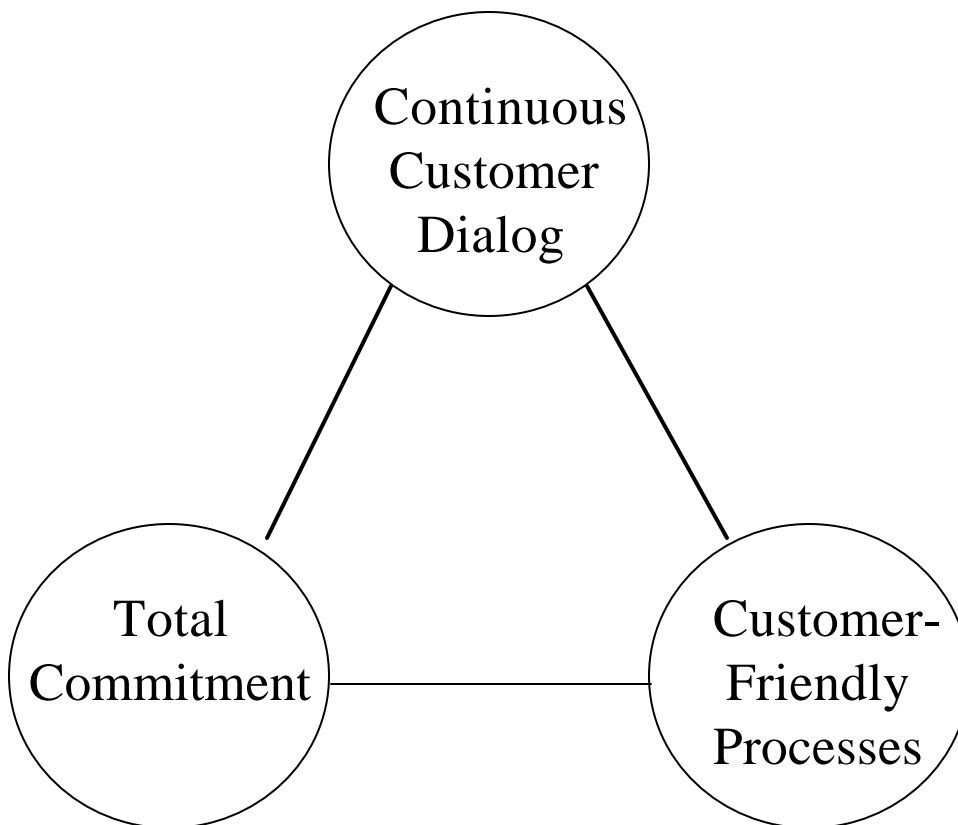 Continuous
Customer
Dialog
Total
Commitment
Customer-
Friendly
Processes